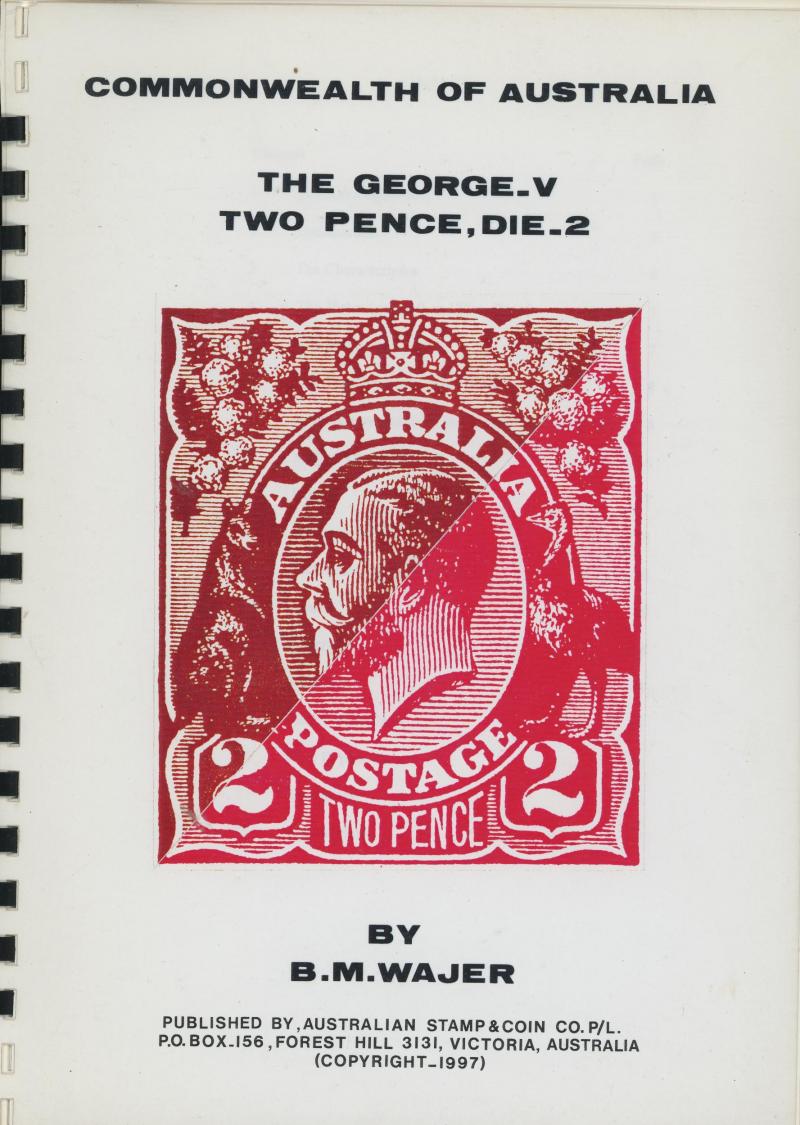 COMMONWEALTH OF AUSTRALIA
THE GEORGE-V
TWO PENCE, DIE-2
AUSTRALIA
POSTAGE
2 2
TWO PENCE
BY
B.M.WAJER
PUBLISHED BY, AUSTRALIAN STAMP & COIN CO. P/L.
P.O. BOX-156, FOREST HILL 3131, VICTORIA, AUSTRALIA
(COPYRIGHT-1997)